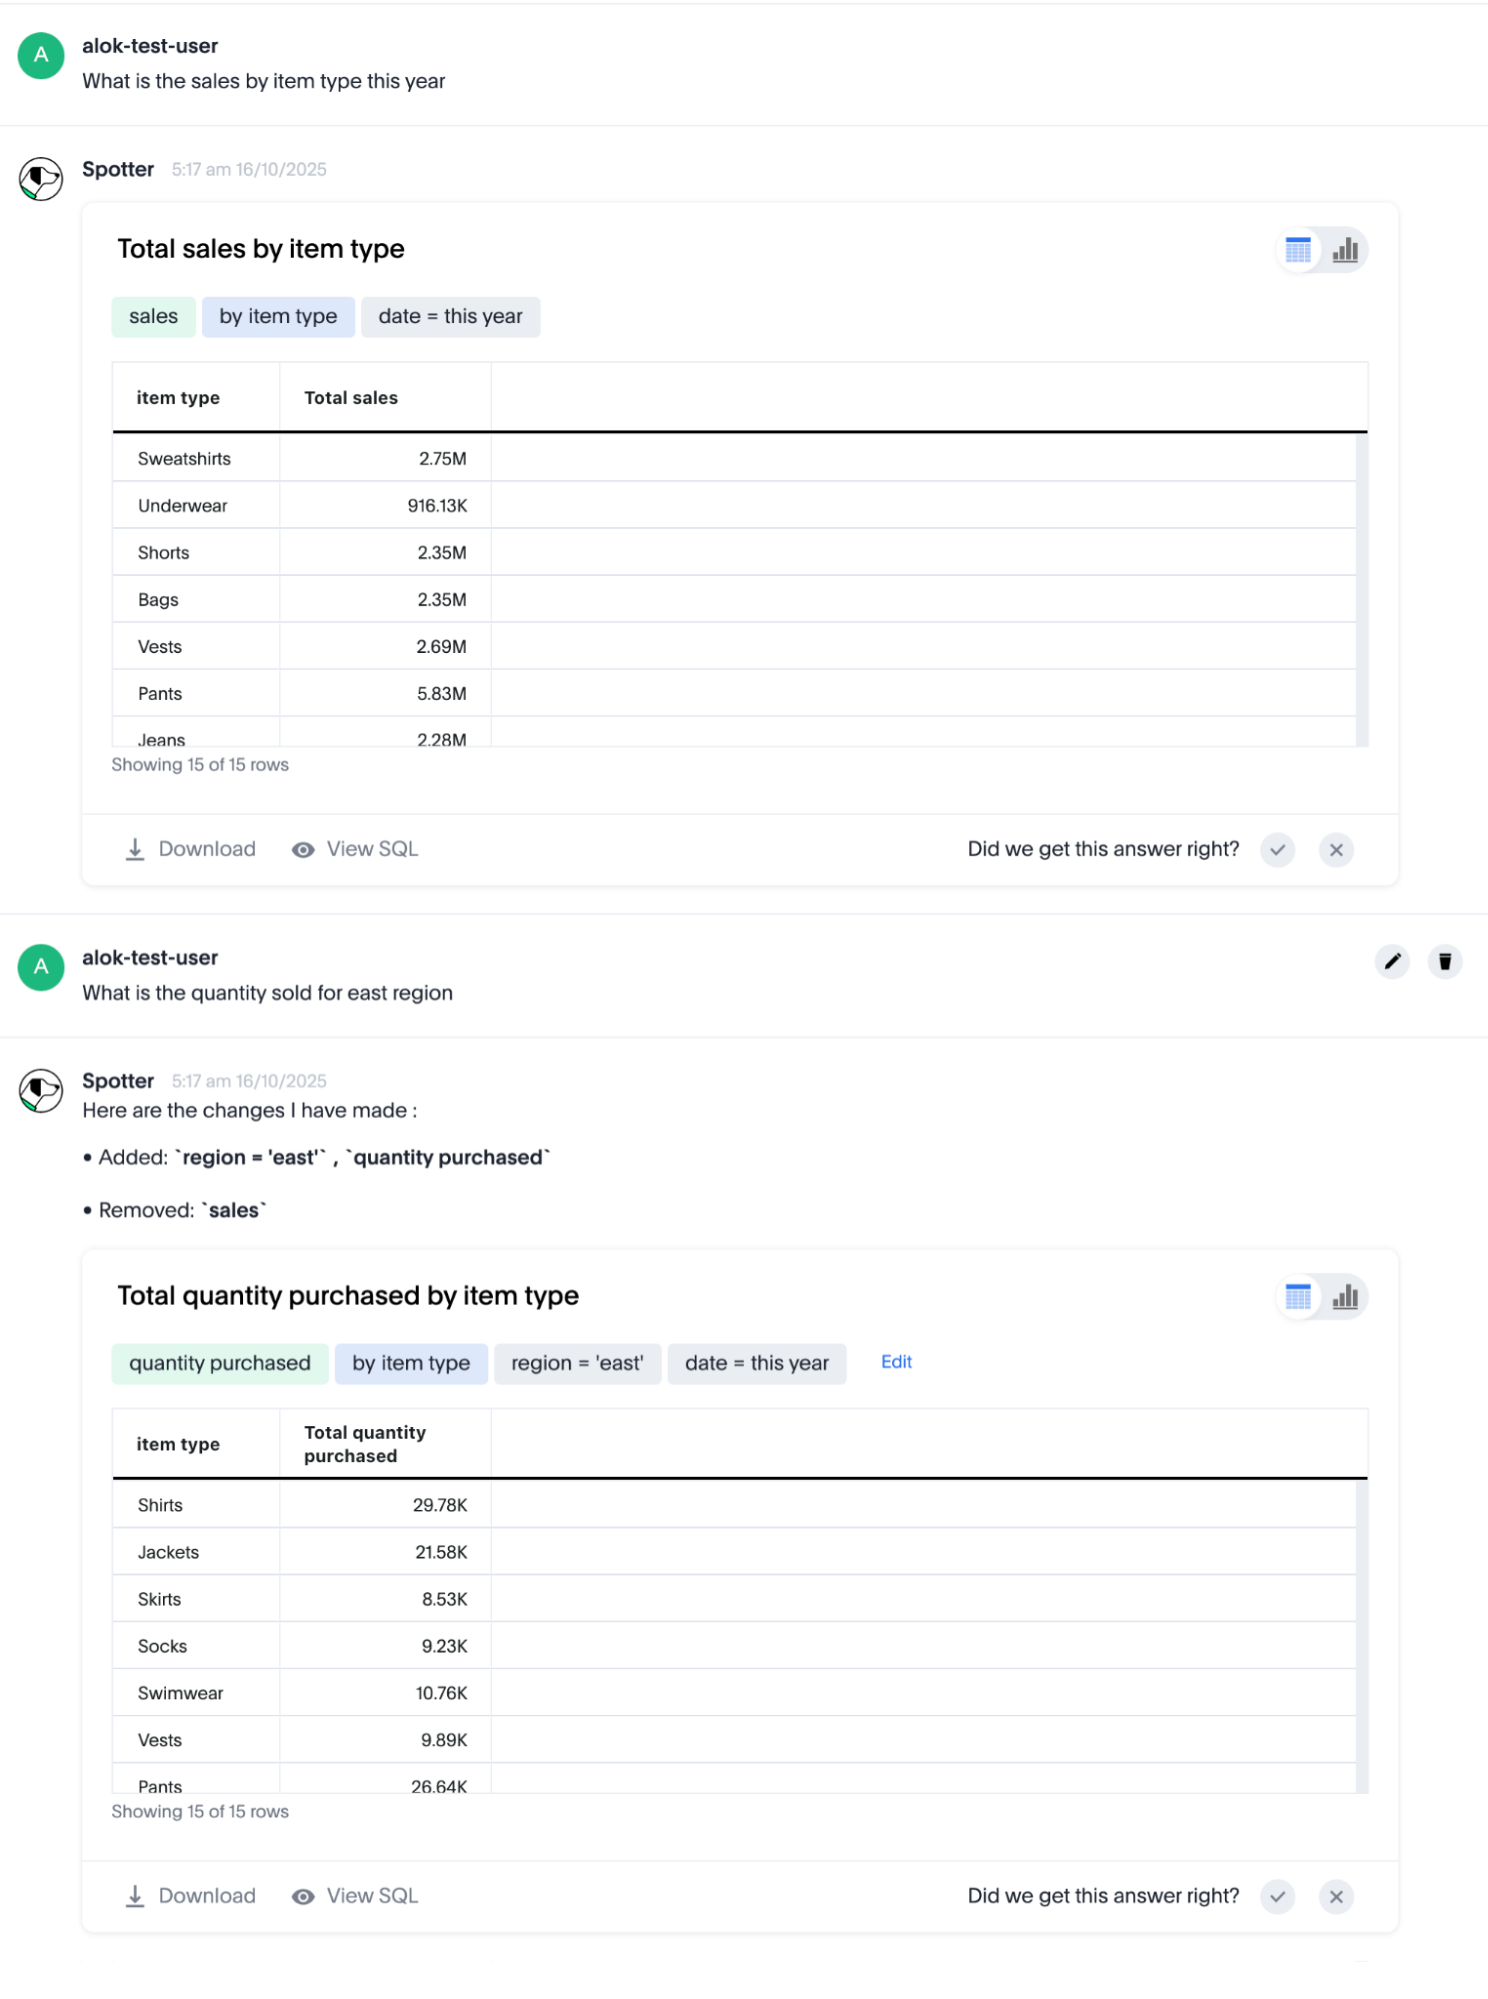 A
alok-test-user
What is the sales by item type this year
Spotter 5:17 am 16/10/2025
Total sales by item type
sales by item type date = this year
item type Total sales
Sweatshirts 2.75M
Underwear 916.13K
Shorts 2.35M
Bags 2.35M
Vests 2.69M
Pants 5.83M
Jeans 2.28M
Showing 15 of 15 rows
Download View SQL Did we get this answer right?
A
alok-test-user
What is the quantity sold for east region
Spotter 5:17 am 16/10/2025
Here are the changes I have made :
• Added: `region = 'east'` , `quantity purchased`
• Removed: `sales`
Total quantity purchased by item type
quantity purchased by item type region = 'east' date = this year Edit
item type Total quantity
purchased
Shirts 29.78K
Jackets 21.58K
Skirts 8.53K
Socks 9.23K
Swimwear 10.76K
Vests 9.89K
Pants 26.64K
Showing 15 of 15 rows
Download View SQL Did we get this answer right?